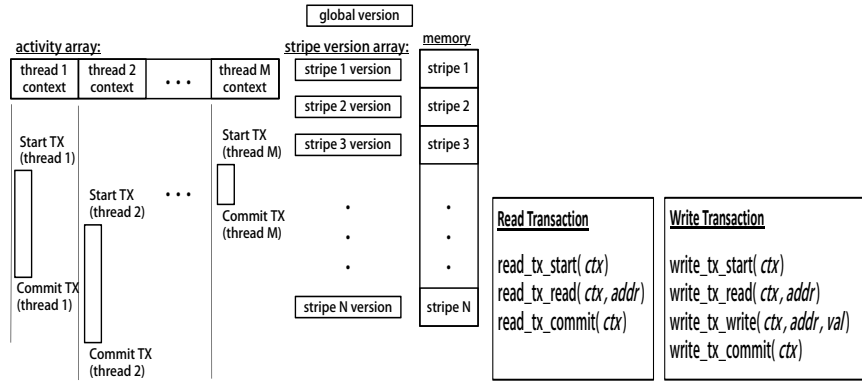 global version
activity array:
stripe version array:
memory
thread 1
context
thread 2
context
. . .
thread M
context
stripe 1 version
stripe 1
stripe 2 version
stripe 2
stripe 3 version
stripe 3
Start TX
(thread 1)
Start TX
(thread 2)
. . .
Start TX
(thread M)
Commit TX
(thread M)
Commit TX
(thread 1)
Commit TX
(thread 2)
.
.
.
.
.
.
stripe N version
stripe N
Read Transaction
read_tx_start( ctx)
read_tx_read( ctx, addr)
read_tx_commit( ctx)
Write Transaction
write_tx_start( ctx)
write_tx_read( ctx, addr)
write_tx_write( ctx, addr, val)
write_tx_commit( ctx)